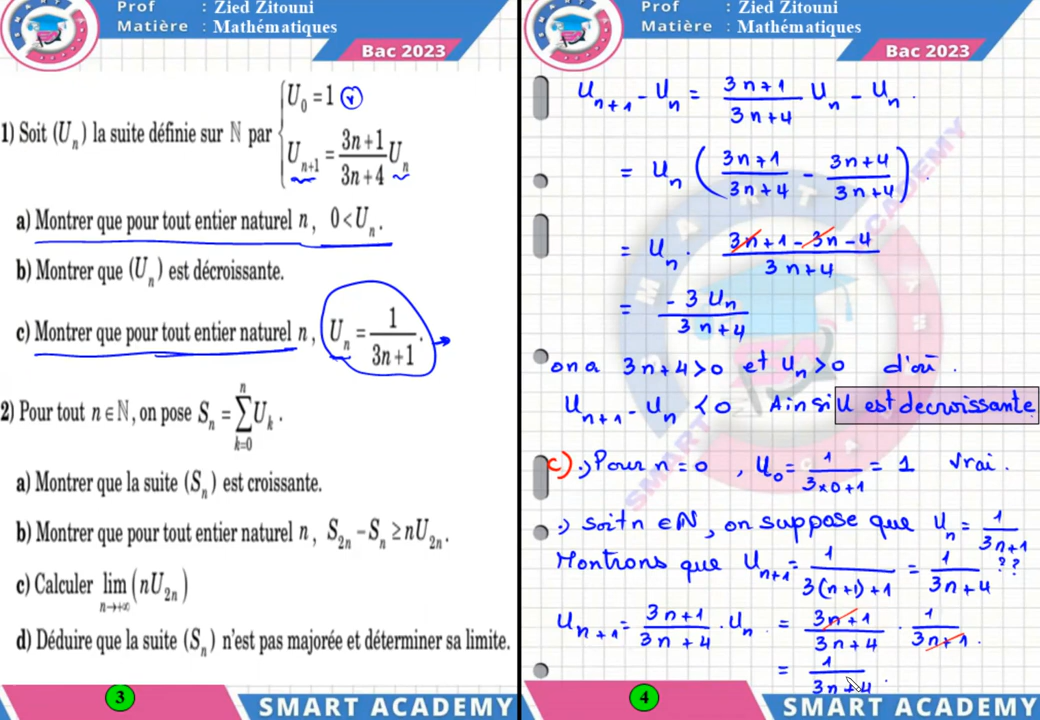 Prof : Zied Zitouni
Matière : Mathématiques
Bac 2023
1) Soit (U_n) la suite définie sur ℕ par { U_0 = 1
U_{n+1} = (3n+1)/(3n+4) U_n
a) Montrer que pour tout entier naturel n, 0 < U_n.
b) Montrer que (U_n) est décroissante.
c) Montrer que pour tout entier naturel n, U_n = 1/(3n+1).
2) Pour tout n ∈ ℕ, on pose S_n = ∑_{k=0}^{n} U_k.
a) Montrer que la suite (S_n) est croissante.
b) Montrer que pour tout entier naturel n, S_{2n} − S_n ≥ nU_{2n}.
c) Calculer lim_{n→+∞} (nU_{2n})
d) Déduire que la suite (S_n) n'est pas majorée et déterminer sa limite.
3
SMART ACADEMY
Prof : Zied Zitouni
Matière : Mathématiques
Bac 2023
U_{n+1} - U_n = (3n+1)/(3n+4) U_n - U_n.
= U_n ( (3n+1)/(3n+4) - (3n+4)/(3n+4) ).
= U_n · (3n+1-3n-4)/(3n+4)
= (-3 U_n)/(3n+4)
on a 3n+4>0 et U_n>0 d'où .
U_{n+1} - U_n < 0 Ainsi U est decroissante
c) .) Pour n = 0 , U_0 = 1/(3×0+1) = 1 Vrai.
.) Soit n ∈ ℕ, on suppose que U_n = 1/(3n+1)
Montrons que U_{n+1} = 1/(3(n+1)+1) = 1/(3n+4) ??
U_{n+1} = (3n+1)/(3n+4) · U_n = (3n+1)/(3n+4) · 1/(3n+1).
= 1/(3n+4).
4
SMART ACADEMY